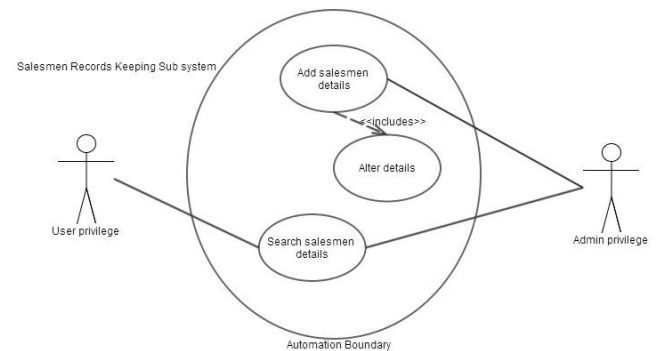 Salesmen Records Keeping Sub system
Add salesmen
details
<<includes>>
Alter details
User privilege
Search salesmen
details
Admin privilege
Automation Boundary